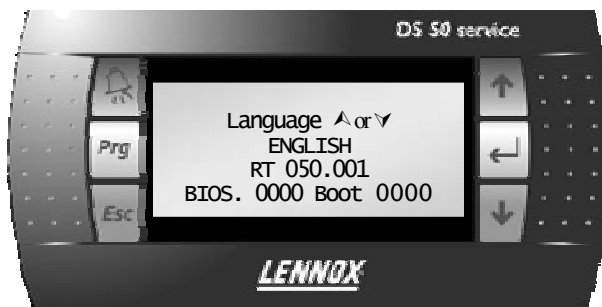 DS 50 service
Language ⋏ or ⋎
ENGLISH
Prg
RT 050.001
BIOS. 0000 Boot 0000
Esc
LENNOX